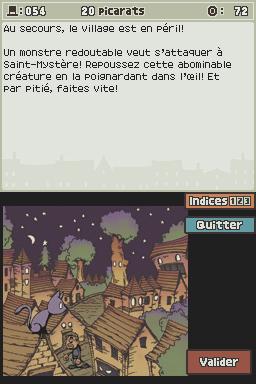 : 054 20 Picarats : 72
Au secours, le village est en péril!
Un monstre redoutable veut s'attaquer à
Saint-Mystère! Repoussez cette abominable
créature en la poignardant dans l'œil! Et
par pitié, faites vite!
Indices 1 2 3
Quitter
Valider